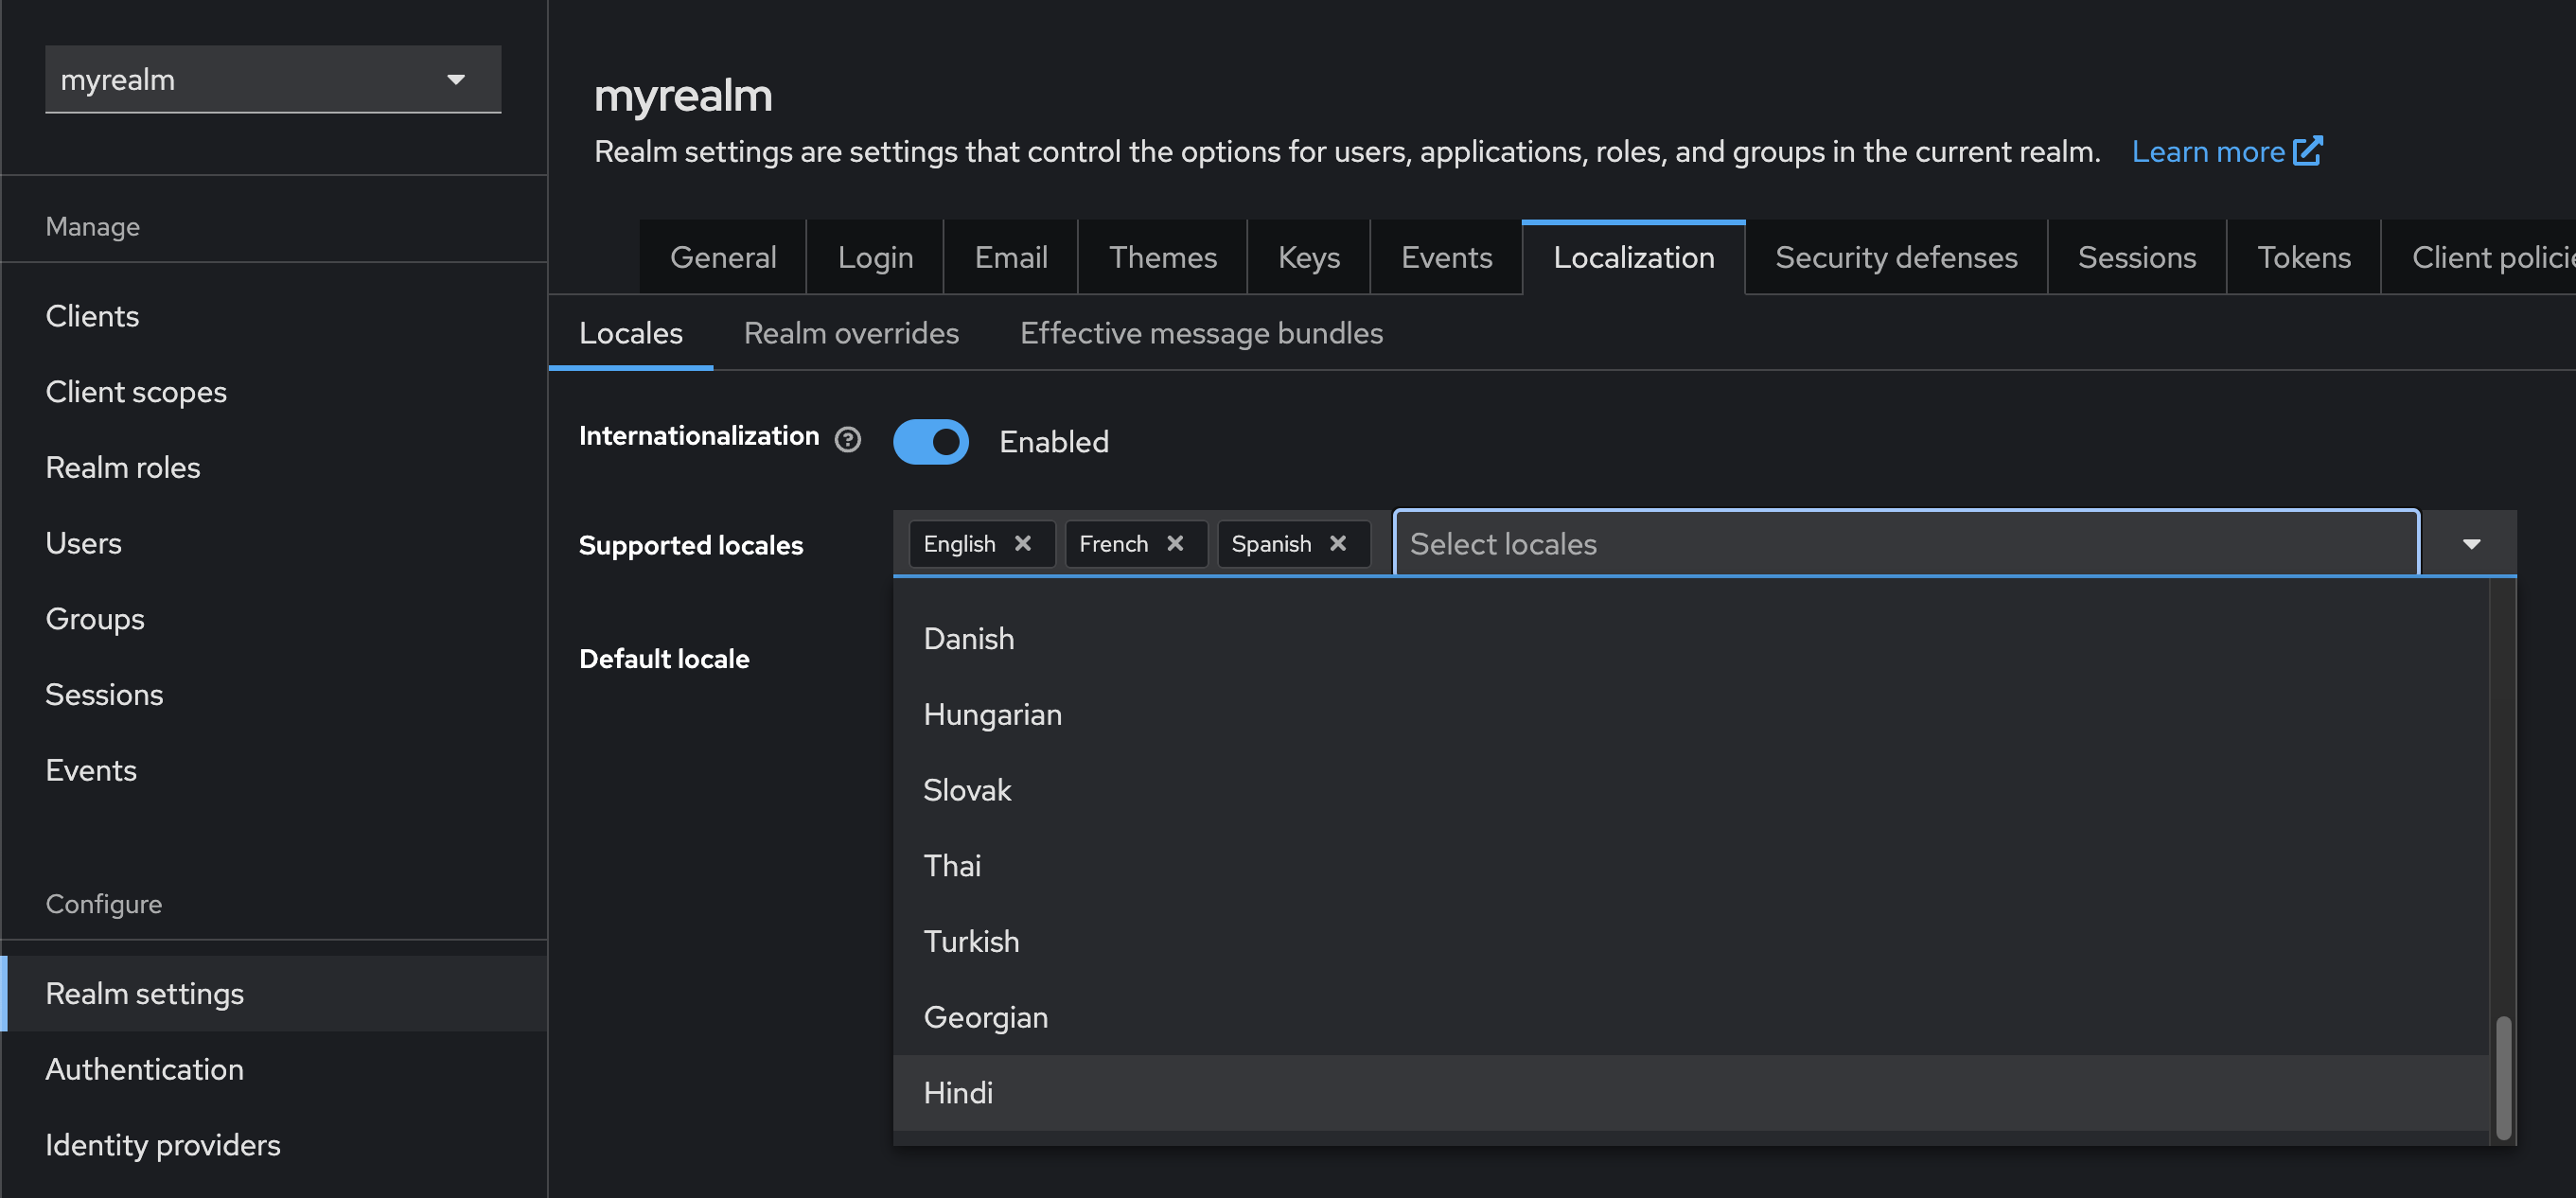 myrealm
Manage
Clients
Client scopes
Realm roles
Users
Groups
Sessions
Events
Configure
Realm settings
Authentication
Identity providers
myrealm
Realm settings are settings that control the options for users, applications, roles, and groups in the current realm. Learn more
General Login Email Themes Keys Events Localization Security defenses Sessions Tokens Client policie
Locales Realm overrides Effective message bundles
Internationalization Enabled
Supported locales English French Spanish Select locales
Default locale
Danish
Hungarian
Slovak
Thai
Turkish
Georgian
Hindi